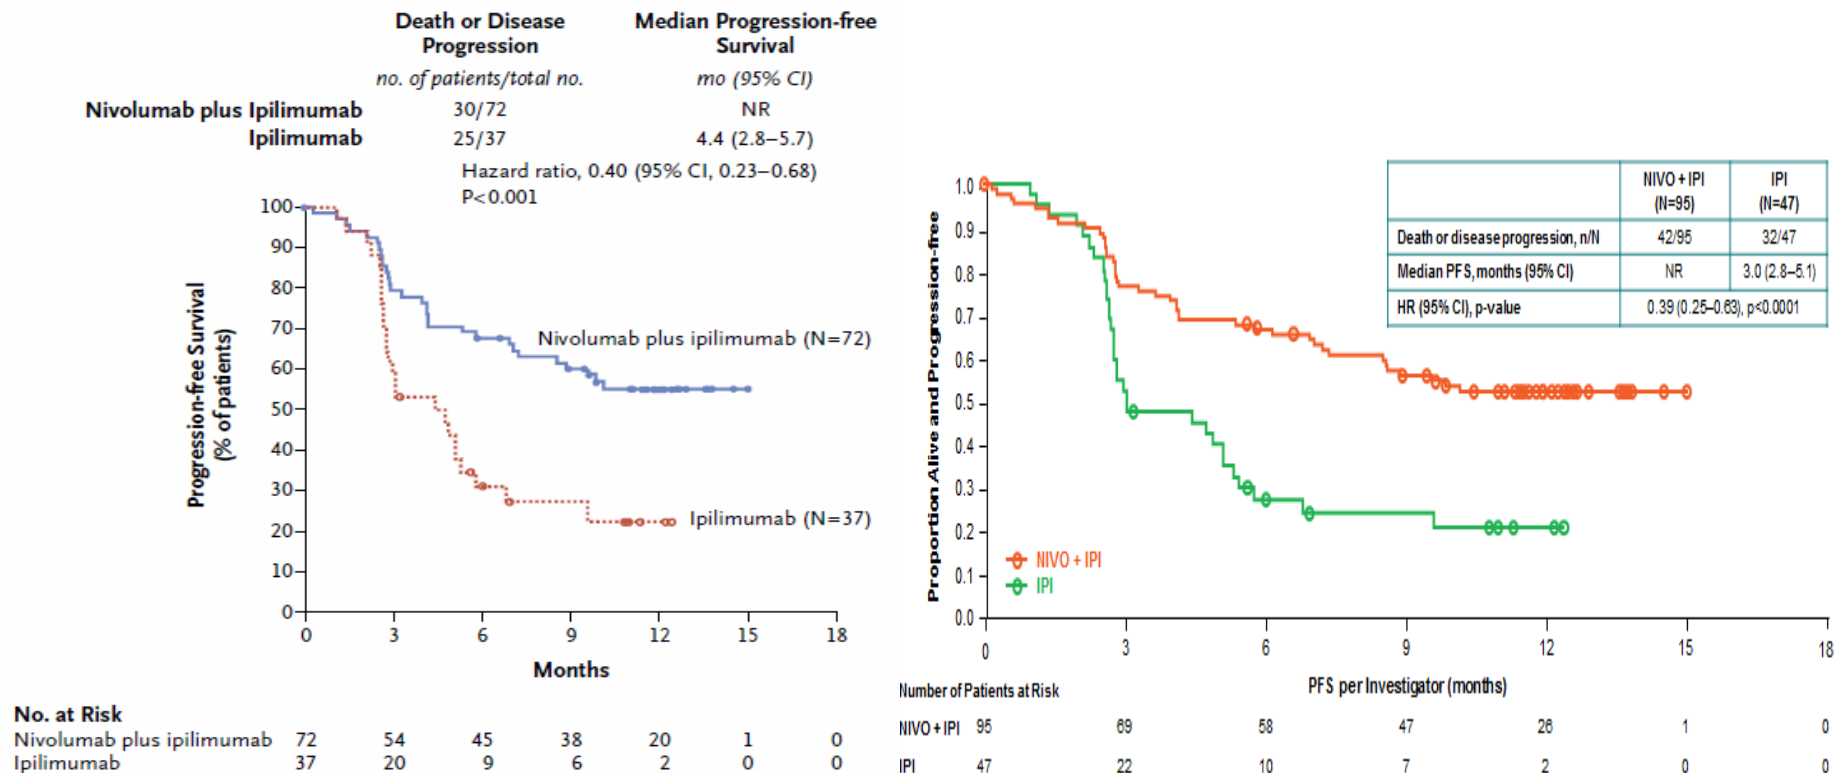 Death or Disease Progression
Median Progression-free Survival
no. of patients/total no.
mo (95% CI)
Nivolumab plus Ipilimumab 30/72 NR
Ipilimumab 25/37 4.4 (2.8–5.7)
Hazard ratio, 0.40 (95% CI, 0.23–0.68)
P<0.001
Progression-free Survival
(% of patients)
100
90
80
70
60
50
40
30
20
10
0
Nivolumab plus ipilimumab (N=72)
Ipilimumab (N=37)
0 3 6 9 12 15 18
Months
No. at Risk
Nivolumab plus ipilimumab 72 54 45 38 20 1 0
Ipilimumab 37 20 9 6 2 0 0
NIVO + IPI (N=95)
IPI (N=47)
Death or disease progression, n/N 42/95 32/47
Median PFS, months (95% CI) NR 3.0 (2.8–5.1)
HR (95% CI), p-value 0.39 (0.25–0.63), p<0.0001
Proportion Alive and Progression-free
1.0
0.9
0.8
0.7
0.6
0.5
0.4
0.3
0.2
0.1
0.0
NIVO + IPI
IPI
0 3 6 9 12 15 18
PFS per Investigator (months)
Number of Patients at Risk
NIVO + IPI 95 69 58 47 26 1 0
IPI 47 22 10 7 2 0 0